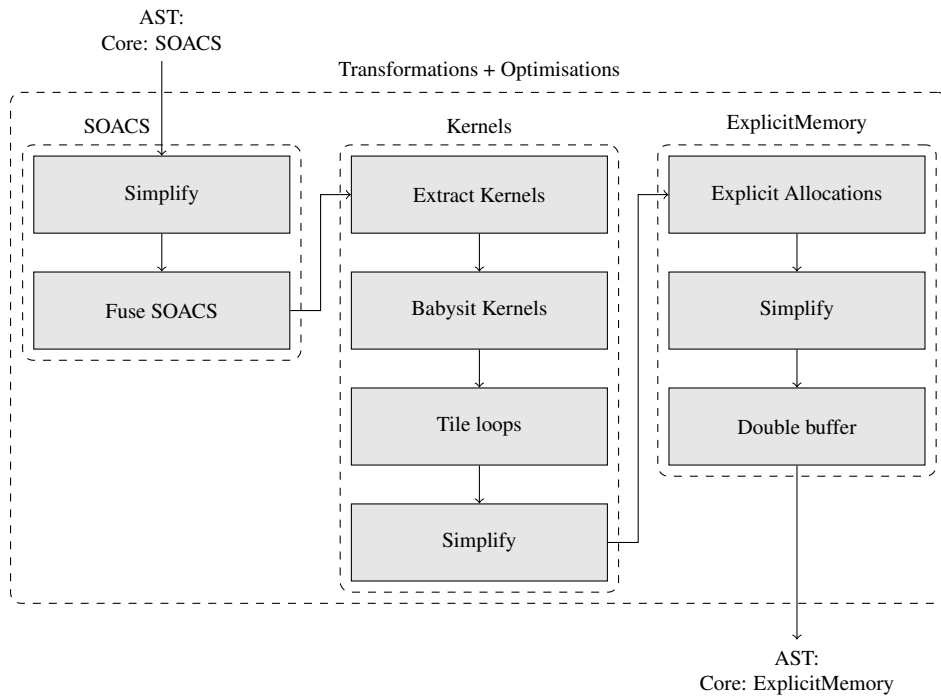 AST:
Core: SOACS
Transformations + Optimisations
SOACS
Simplify
Fuse SOACS
Kernels
Extract Kernels
Babysit Kernels
Tile loops
Simplify
ExplicitMemory
Explicit Allocations
Simplify
Double buffer
AST:
Core: ExplicitMemory